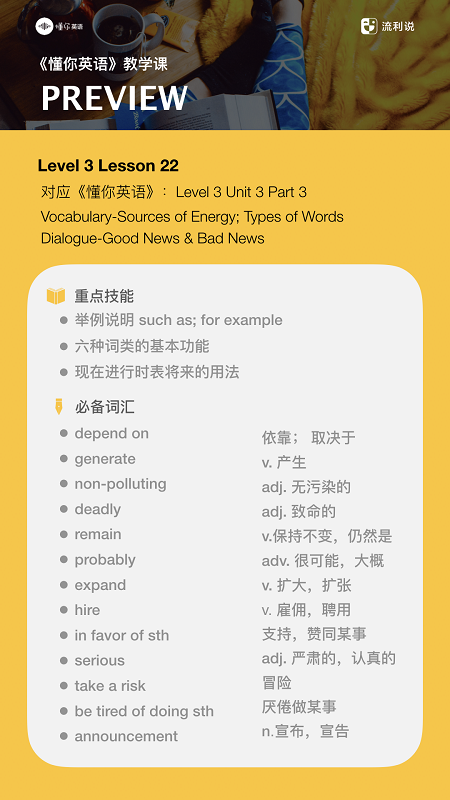 懂你英语
流利说
《懂你英语》教学课
PREVIEW
Level 3 Lesson 22
对应《懂你英语》：Level 3 Unit 3 Part 3
Vocabulary-Sources of Energy; Types of Words
Dialogue-Good News & Bad News
重点技能
举例说明 such as; for example
六种词类的基本功能
现在进行时表将来的用法
必备词汇
depend on 依靠； 取决于
generate v. 产生
non-polluting adj. 无污染的
deadly adj. 致命的
remain v.保持不变，仍然是
probably adv. 很可能，大概
expand v. 扩大，扩张
hire v. 雇佣，聘用
in favor of sth 支持，赞同某事
serious adj. 严肃的，认真的
take a risk 冒险
be tired of doing sth 厌倦做某事
announcement n.宣布，宣告